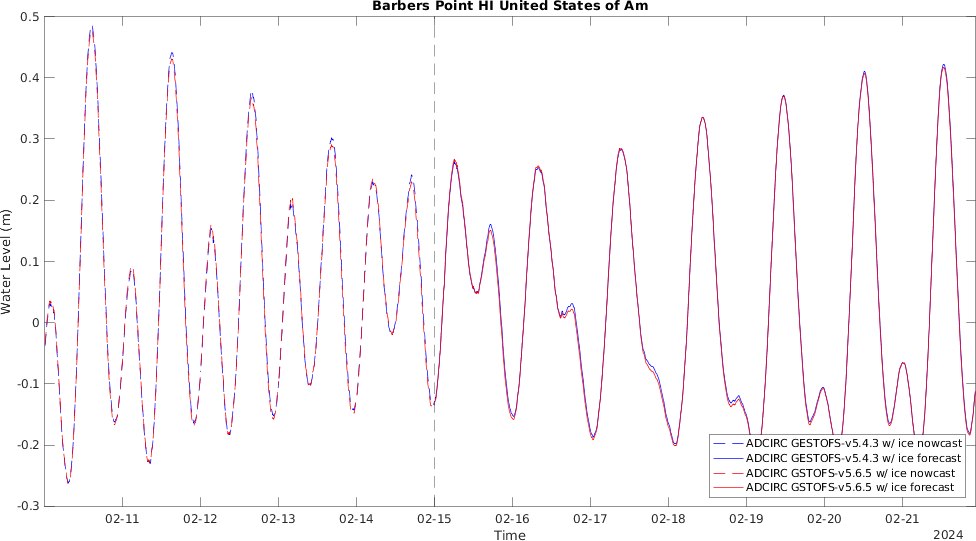 Barbers Point HI United States of Am
Water Level (m)
0.5
0.4
0.3
0.2
0.1
0
-0.1
-0.2
-0.3
ADCIRC GESTOFS-v5.4.3 w/ ice nowcast
ADCIRC GESTOFS-v5.4.3 w/ ice forecast
ADCIRC GSTOFS-v5.6.5 w/ ice nowcast
ADCIRC GSTOFS-v5.6.5 w/ ice forecast
02-11 02-12 02-13 02-14 02-15 02-16 02-17 02-18 02-19 02-20 02-21
Time
2024